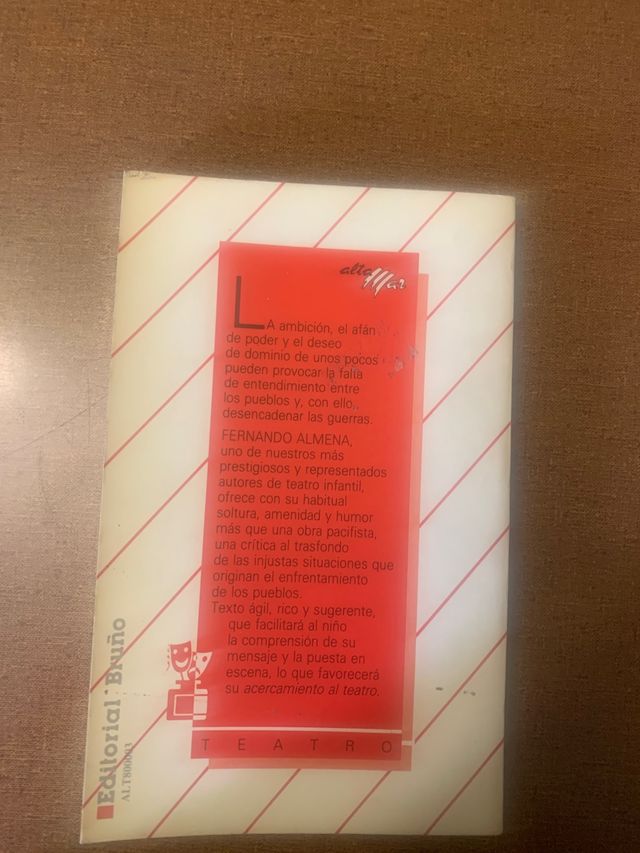 alta Mar
LA ambición, el afán
de poder y el deseo
de dominio de unos pocos
pueden provocar la falta
de entendimiento entre
los pueblos y, con ello,
desencadenar las guerras.
FERNANDO ALMENA,
uno de nuestros más
prestigiosos y representados
autores de teatro infantil,
ofrece con su habitual
soltura, amenidad y humor
más que una obra pacifista,
una crítica al trasfondo
de las injustas situaciones que
originan el enfrentamiento
de los pueblos.
Texto ágil, rico y sugerente,
que facilitará al niño
la comprensión de su
mensaje y la puesta en
escena, lo que favorecerá
su acercamiento al teatro.
TEATRO
Editorial Bruño
ALT800003